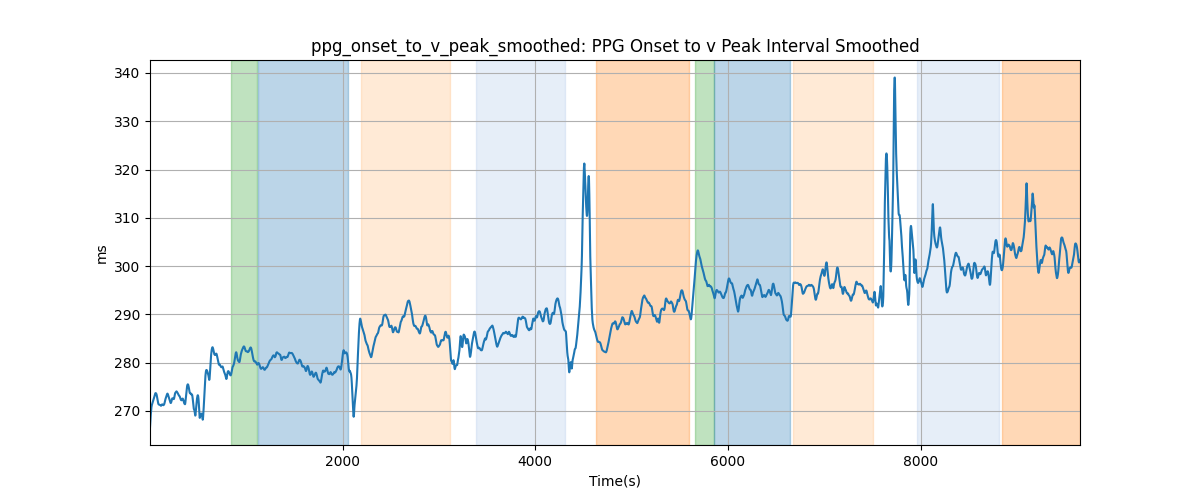 ppg_onset_to_v_peak_smoothed: PPG Onset to v Peak Interval Smoothed
340
330
320
310
300
290
280
270
ms
2000 4000 6000 8000
Time(s)